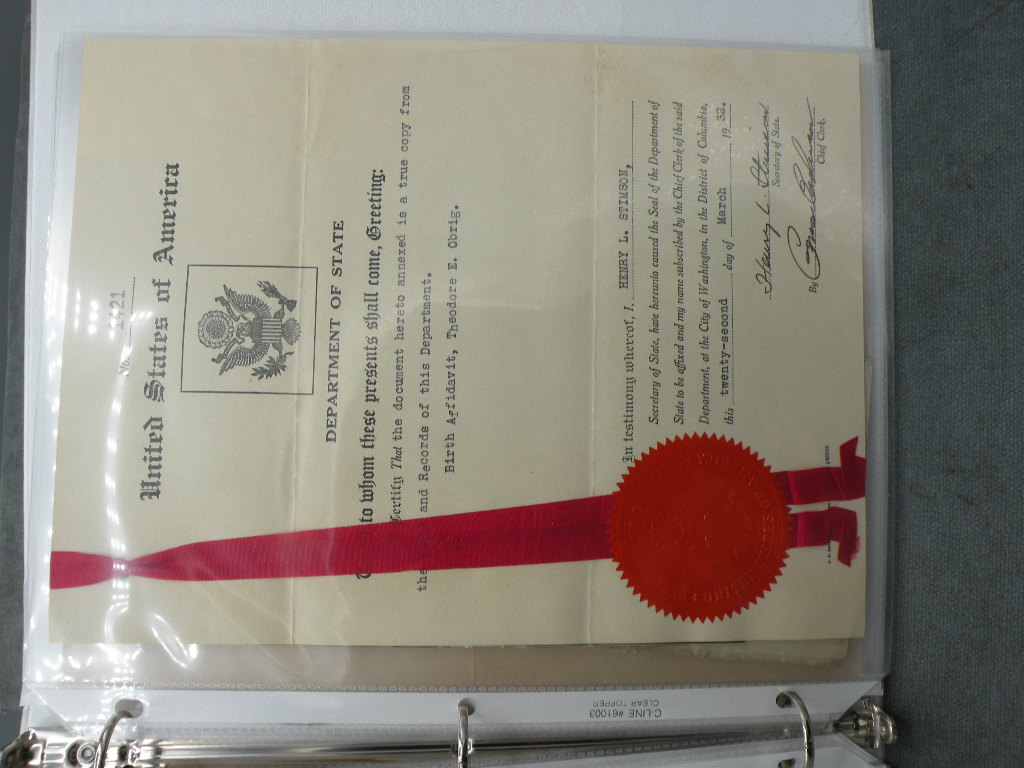 No. 1421
United States of America
DEPARTMENT OF STATE
to whom these presents shall come, Greeting:
Certify That the document hereto annexed is a true copy from
the and Records of this Department.
Birth Affidavit, Theodore E. Obrig.
In testimony whereof, I, HENRY L. STIMSON,
Secretary of State, have hereunto caused the Seal of the Department of
State to be affixed and my name subscribed by the Chief Clerk of the said
Department, at the City of Washington, in the District of Columbia,
this twenty-second day of March, 19 32.
Henry L. Stimson
Secretary of State.
By
Chief Clerk.
C-LINE #61003
CLEAR TOPPER